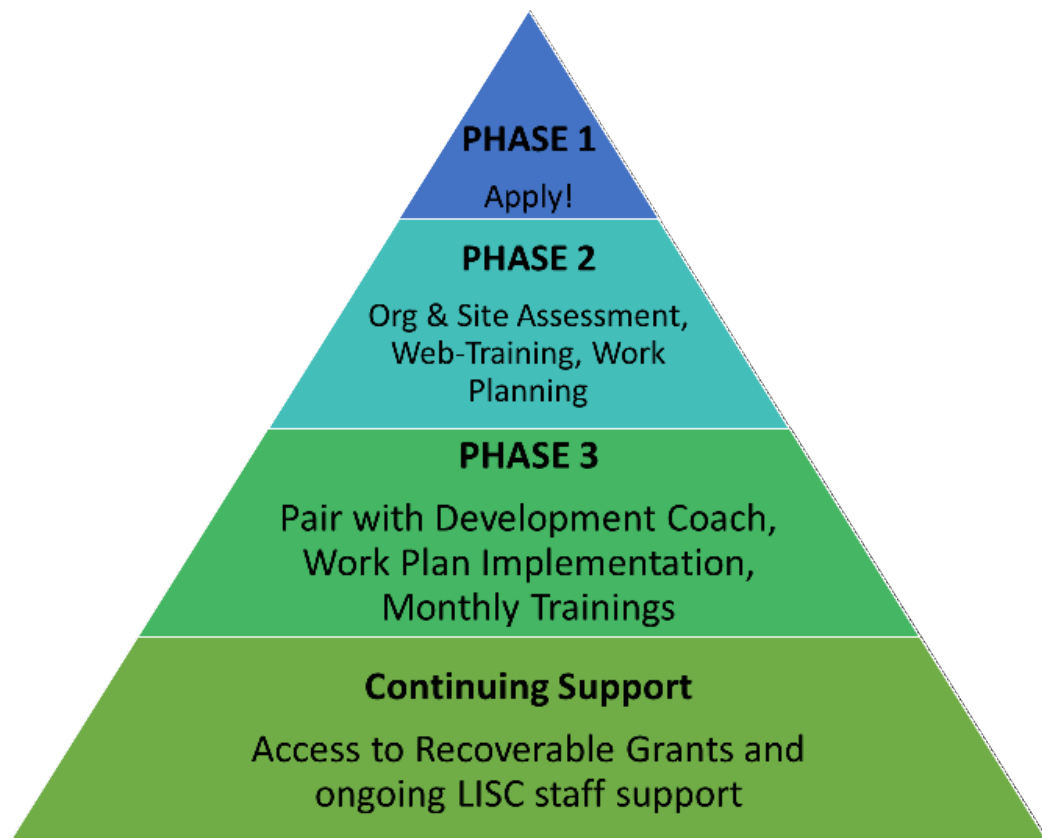 PHASE 1
Apply!
PHASE 2
Org & Site Assessment,
Web-Training, Work
Planning
PHASE 3
Pair with Development Coach,
Work Plan Implementation,
Monthly Trainings
Continuing Support
Access to Recoverable Grants and
ongoing LISC staff support